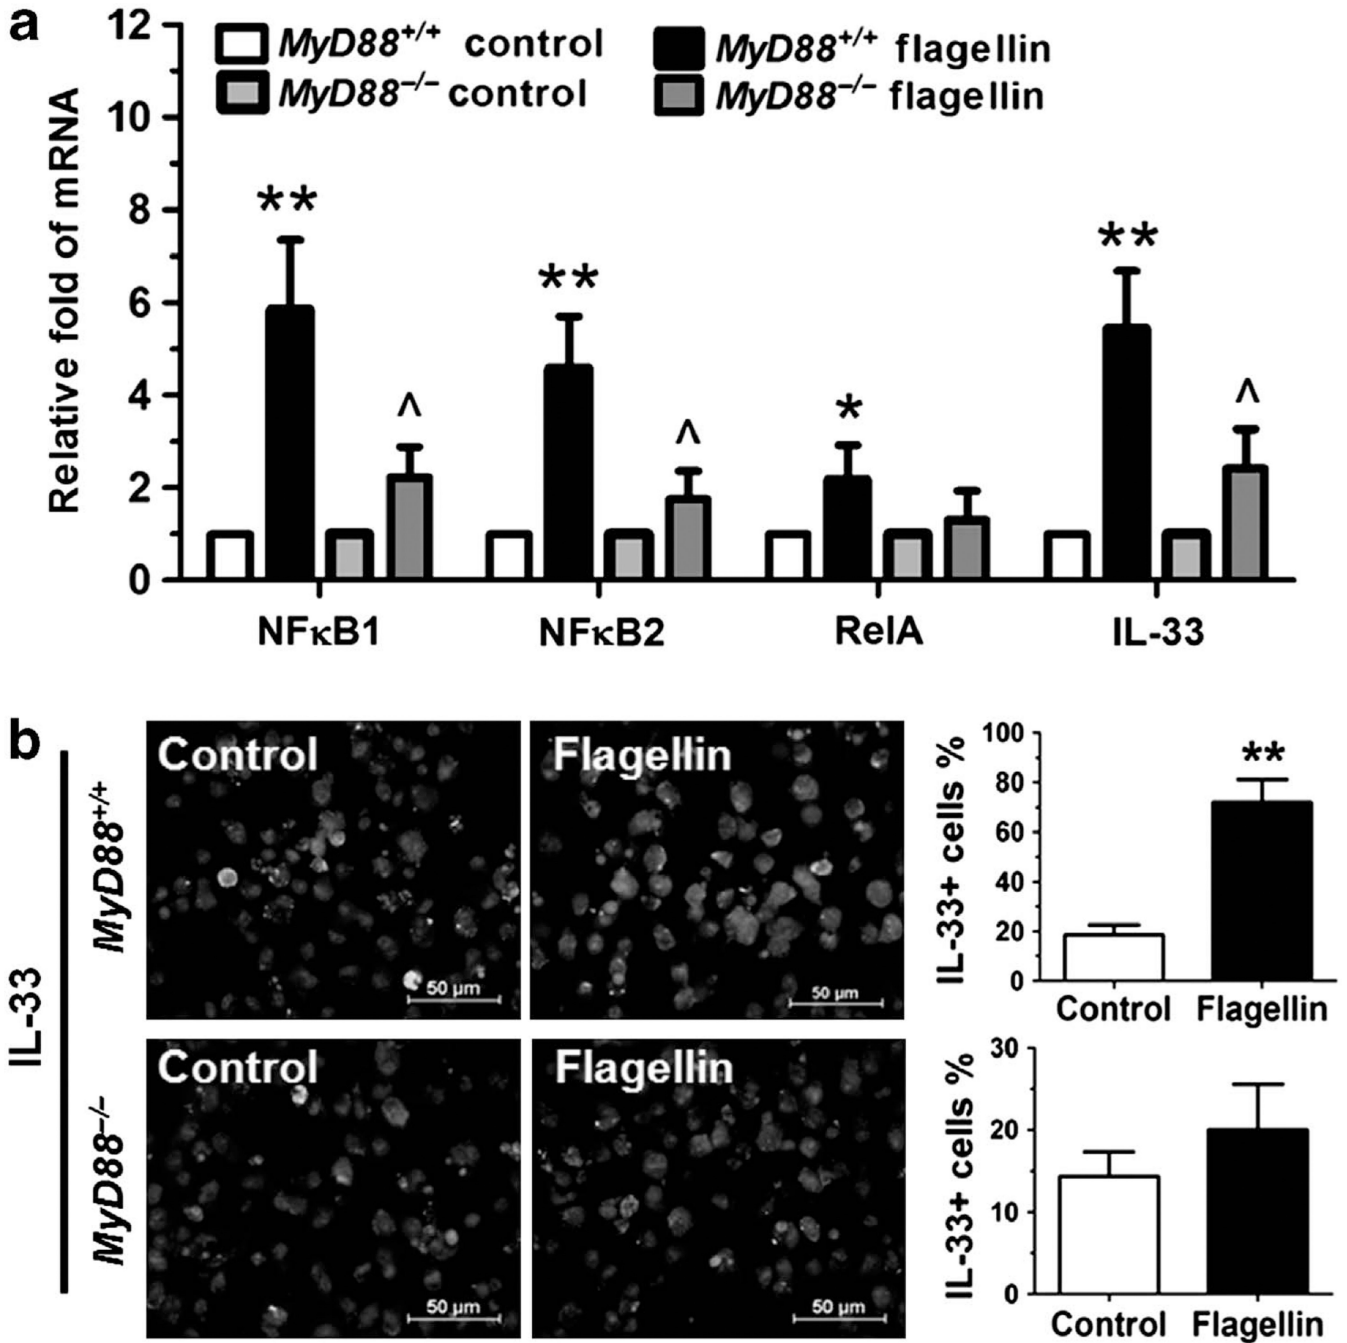 a
12
10
8
6
4
2
0
Relative fold of mRNA
MyD88+/+ control
MyD88+/+ flagellin
MyD88−/− control
MyD88−/− flagellin
**
^
**
^
*
**
^
NFκB1
NFκB2
RelA
IL-33
b
IL-33
MyD88+/+
Control
50 µm
Flagellin
50 µm
IL-33+ cells %
100
80
60
40
20
0
**
Control
Flagellin
MyD88−/−
Control
50 µm
Flagellin
50 µm
IL-33+ cells %
30
20
10
0
Control
Flagellin